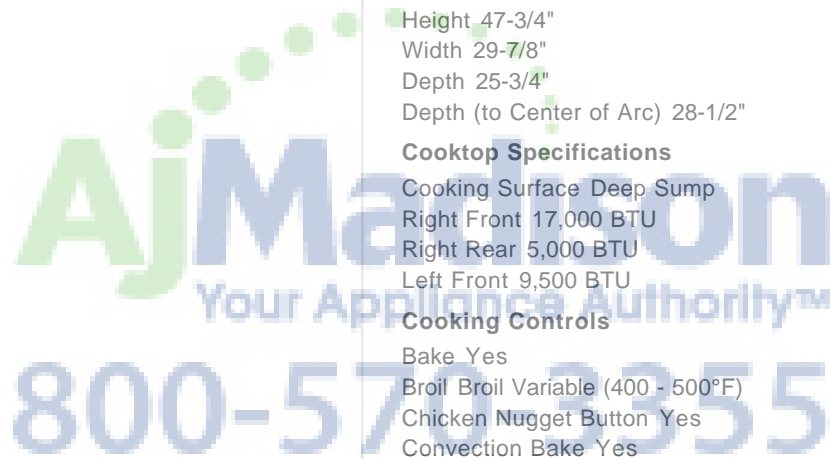 Height 47-3/4"
Width 29-7/8"
Depth 25-3/4"
Depth (to Center of Arc) 28-1/2"
Cooktop Specifications
Cooking Surface Deep Sump
Right Front 17,000 BTU
Right Rear 5,000 BTU
Left Front 9,500 BTU
Cooking Controls
Bake Yes
Broil Broil Variable (400 - 500°F)
Chicken Nugget Button Yes
Convection Bake Yes
AjMadison
Your Appliance Authority™
800-570-3355